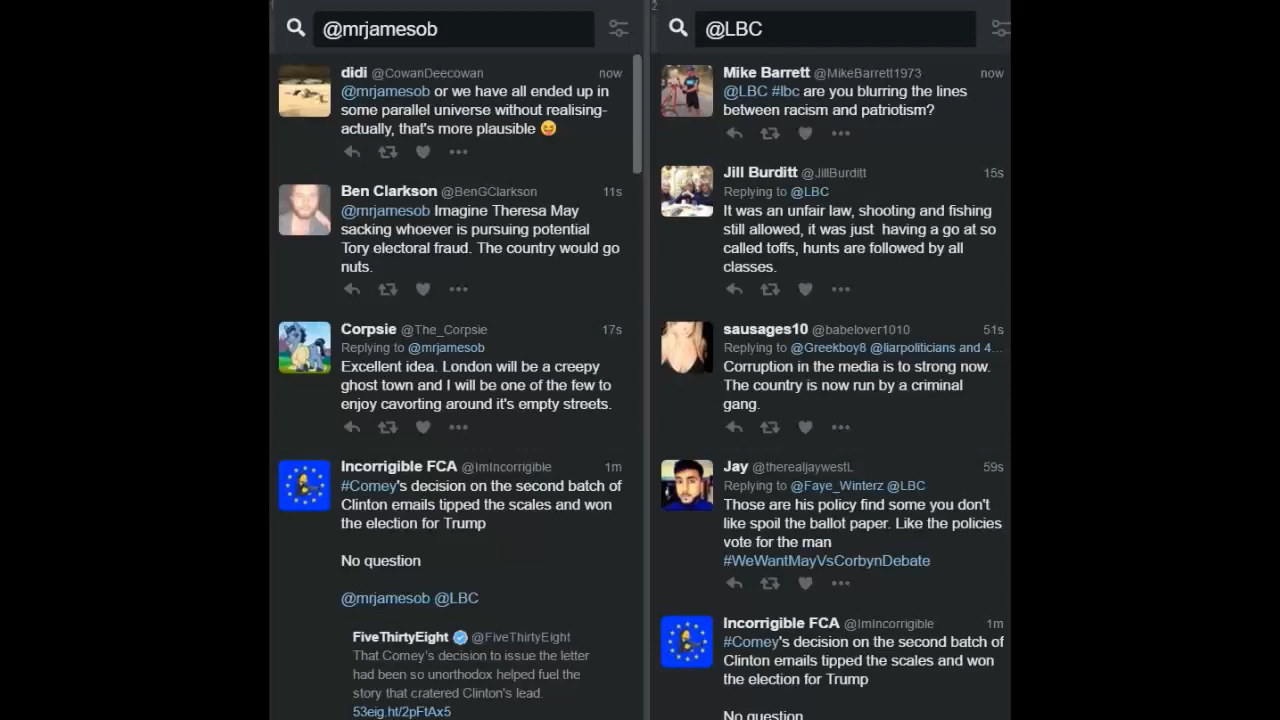 1
@mrjamesob
didi @CowanDeecowan now
@mrjamesob or we have all ended up in
some parallel universe without realising-
actually, that's more plausible 😝
Ben Clarkson @BenGClarkson 11s
@mrjamesob Imagine Theresa May
sacking whoever is pursuing potential
Tory electoral fraud. The country would go
nuts.
Corpsie @The_Corpsie 17s
Replying to @mrjamesob
Excellent idea. London will be a creepy
ghost town and I will be one of the few to
enjoy cavorting around it's empty streets.
Incorrigible FCA @ImIncorrigible 1m
#Comey's decision on the second batch of
Clinton emails tipped the scales and won
the election for Trump
No question
@mrjamesob @LBC
FiveThirtyEight @FiveThirtyEight
That Comey's decision to issue the letter
had been so unorthodox helped fuel the
story that cratered Clinton's lead.
53eig.ht/2pFtAx5
2
@LBC
Mike Barrett @MikeBarrett1973 now
@LBC #lbc are you blurring the lines
between racism and patriotism?
Jill Burditt @JillBurditt 15s
Replying to @LBC
It was an unfair law, shooting and fishing
still allowed, it was just having a go at so
called toffs, hunts are followed by all
classes.
sausages10 @babelover1010 51s
Replying to @Greekboy8 @liarpoliticians and 4...
Corruption in the media is to strong now.
The country is now run by a criminal
gang.
Jay @therealjaywestL 59s
Replying to @Faye_Winterz @LBC
Those are his policy find some you don't
like spoil the ballot paper. Like the policies
vote for the man
#WeWantMayVsCorbynDebate
Incorrigible FCA @ImIncorrigible 1m
#Comey's decision on the second batch of
Clinton emails tipped the scales and won
the election for Trump
No question